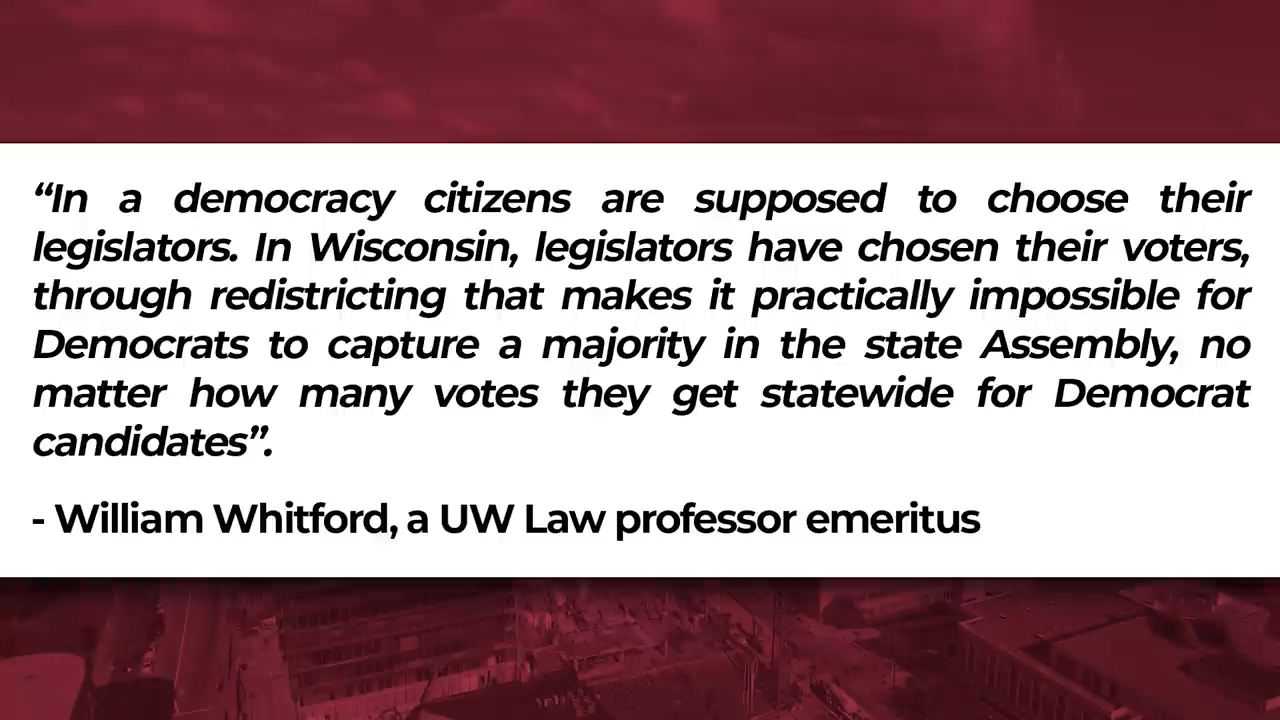 “In a democracy citizens are supposed to choose their
legislators. In Wisconsin, legislators have chosen their voters,
through redistricting that makes it practically impossible for
Democrats to capture a majority in the state Assembly, no
matter how many votes they get statewide for Democrat
candidates”.
- William Whitford, a UW Law professor emeritus